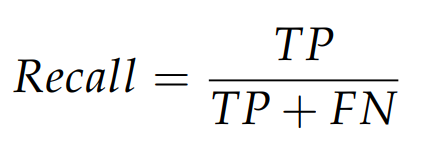 Recall = TP / TP + FN